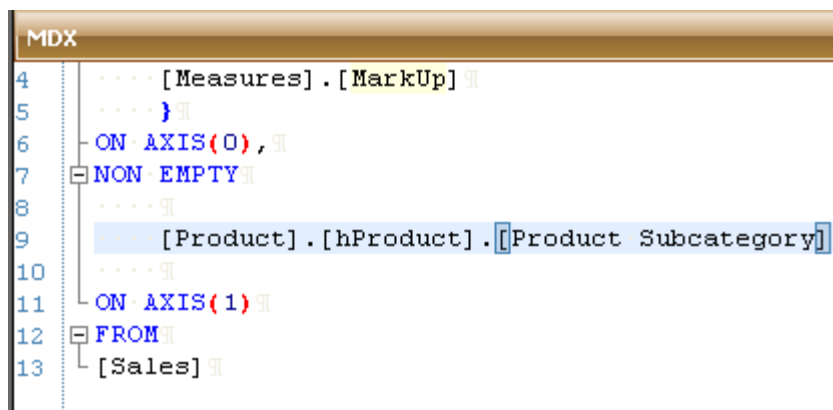 MDX
4 [Measures].[MarkUp]¶
5 }¶
6 ON AXIS(0),¶
7 NON EMPTY¶
8 ¶
9 [Product].[hProduct].[Product Subcategory]
10 ¶
11 ON AXIS(1)¶
12 FROM¶
13 [Sales]¶